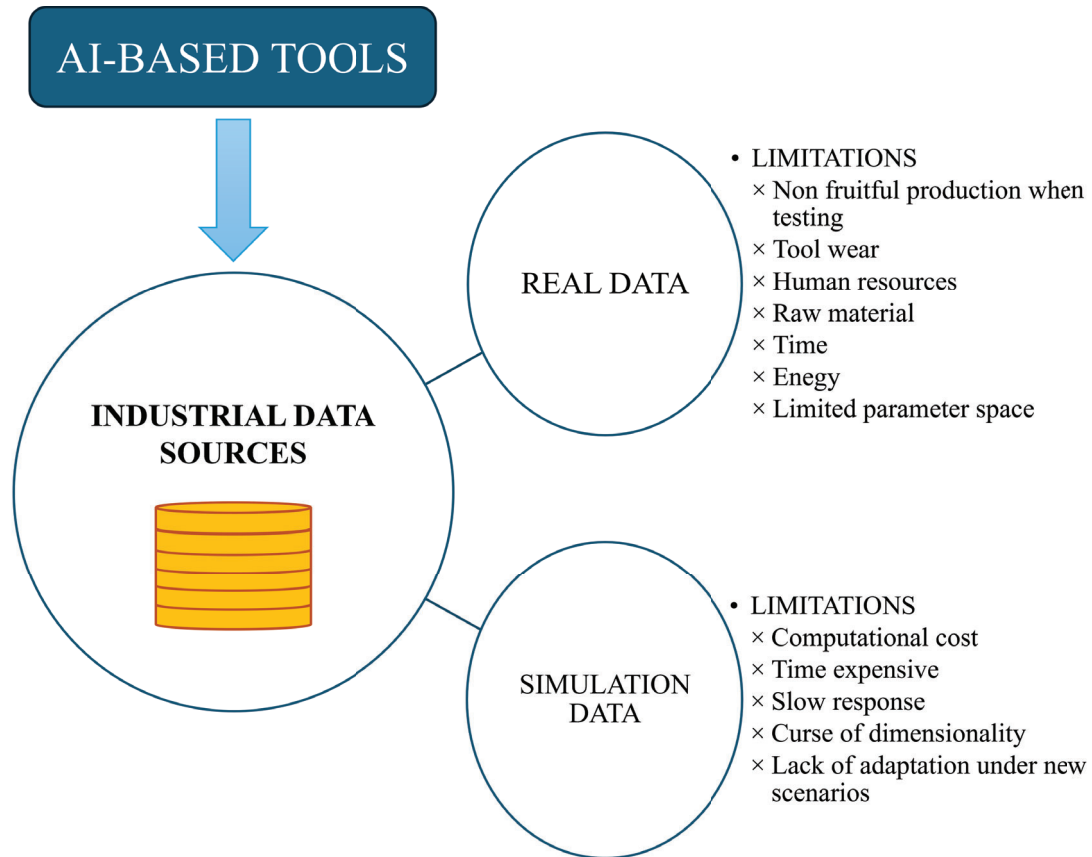 AI-BASED TOOLS
INDUSTRIAL DATA
SOURCES
REAL DATA
• LIMITATIONS
× Non fruitful production when
testing
× Tool wear
× Human resources
× Raw material
× Time
× Enegy
× Limited parameter space
SIMULATION
DATA
• LIMITATIONS
× Computational cost
× Time expensive
× Slow response
× Curse of dimensionality
× Lack of adaptation under new
scenarios